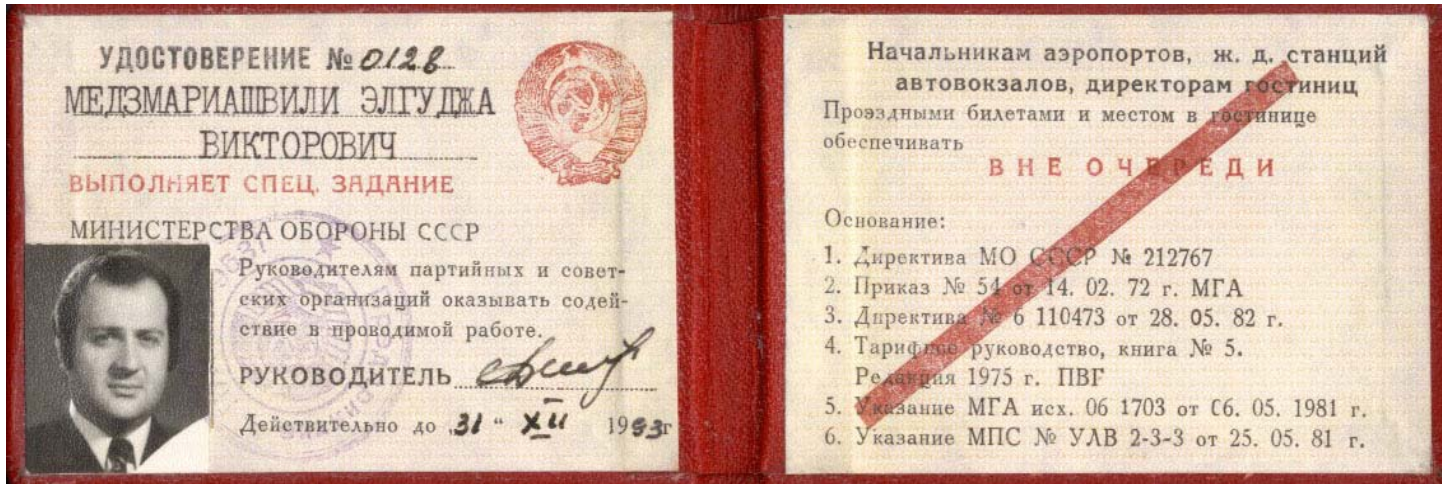 УДОСТОВЕРЕНИЕ № 0128
МЕДЗМАРИАШВИЛИ ЭЛГУДЖА
ВИКТОРОВИЧ
ВЫПОЛНЯЕТ СПЕЦ. ЗАДАНИЕ
МИНИСТЕРСТВА ОБОРОНЫ СССР
Руководителям партийных и совет-
ских организаций оказывать содей-
ствие в проводимой работе.
РУКОВОДИТЕЛЬ
Действительно до „31“ XII 1993г
Начальникам аэропортов, ж. д. станций
автовокзалов, директорам гостиниц
Проэздными билетами и местом в гостинице
обеспечивать
ВНЕ ОЧЕРЕДИ
Основание:
1. Директива МО СССР № 212767
2. Приказ № 54 от 14. 02. 72 г. МГА
3. Директива № 6 110473 от 28. 05. 82 г.
4. Тарифное руководство, книга № 5.
Редакция 1975 г. ПВГ
5. Указание МГА исх. 06 1703 от 06. 05. 1981 г.
6. Указание МПС № УЛВ 2-3-3 от 25. 05. 81 г.